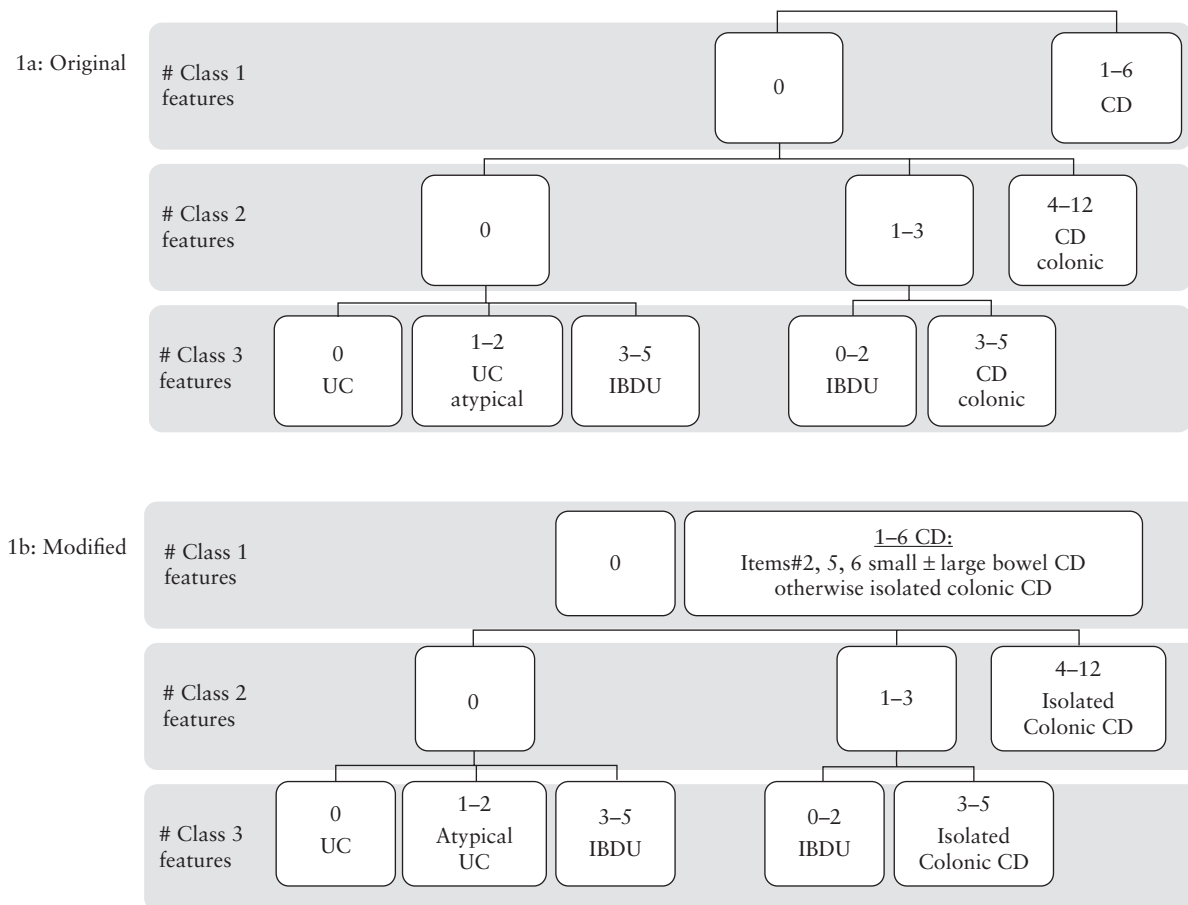 1a: Original
# Class 1
features
0
1–6
CD
# Class 2
features
0
1–3
4–12
CD
colonic
# Class 3
features
0
UC
1–2
UC
atypical
3–5
IBDU
0–2
IBDU
3–5
CD
colonic
1b: Modified
# Class 1
features
0
1–6 CD:
Items#2, 5, 6 small ± large bowel CD
otherwise isolated colonic CD
# Class 2
features
0
1–3
4–12
Isolated
Colonic CD
# Class 3
features
0
UC
1–2
Atypical
UC
3–5
IBDU
0–2
IBDU
3–5
Isolated
Colonic CD